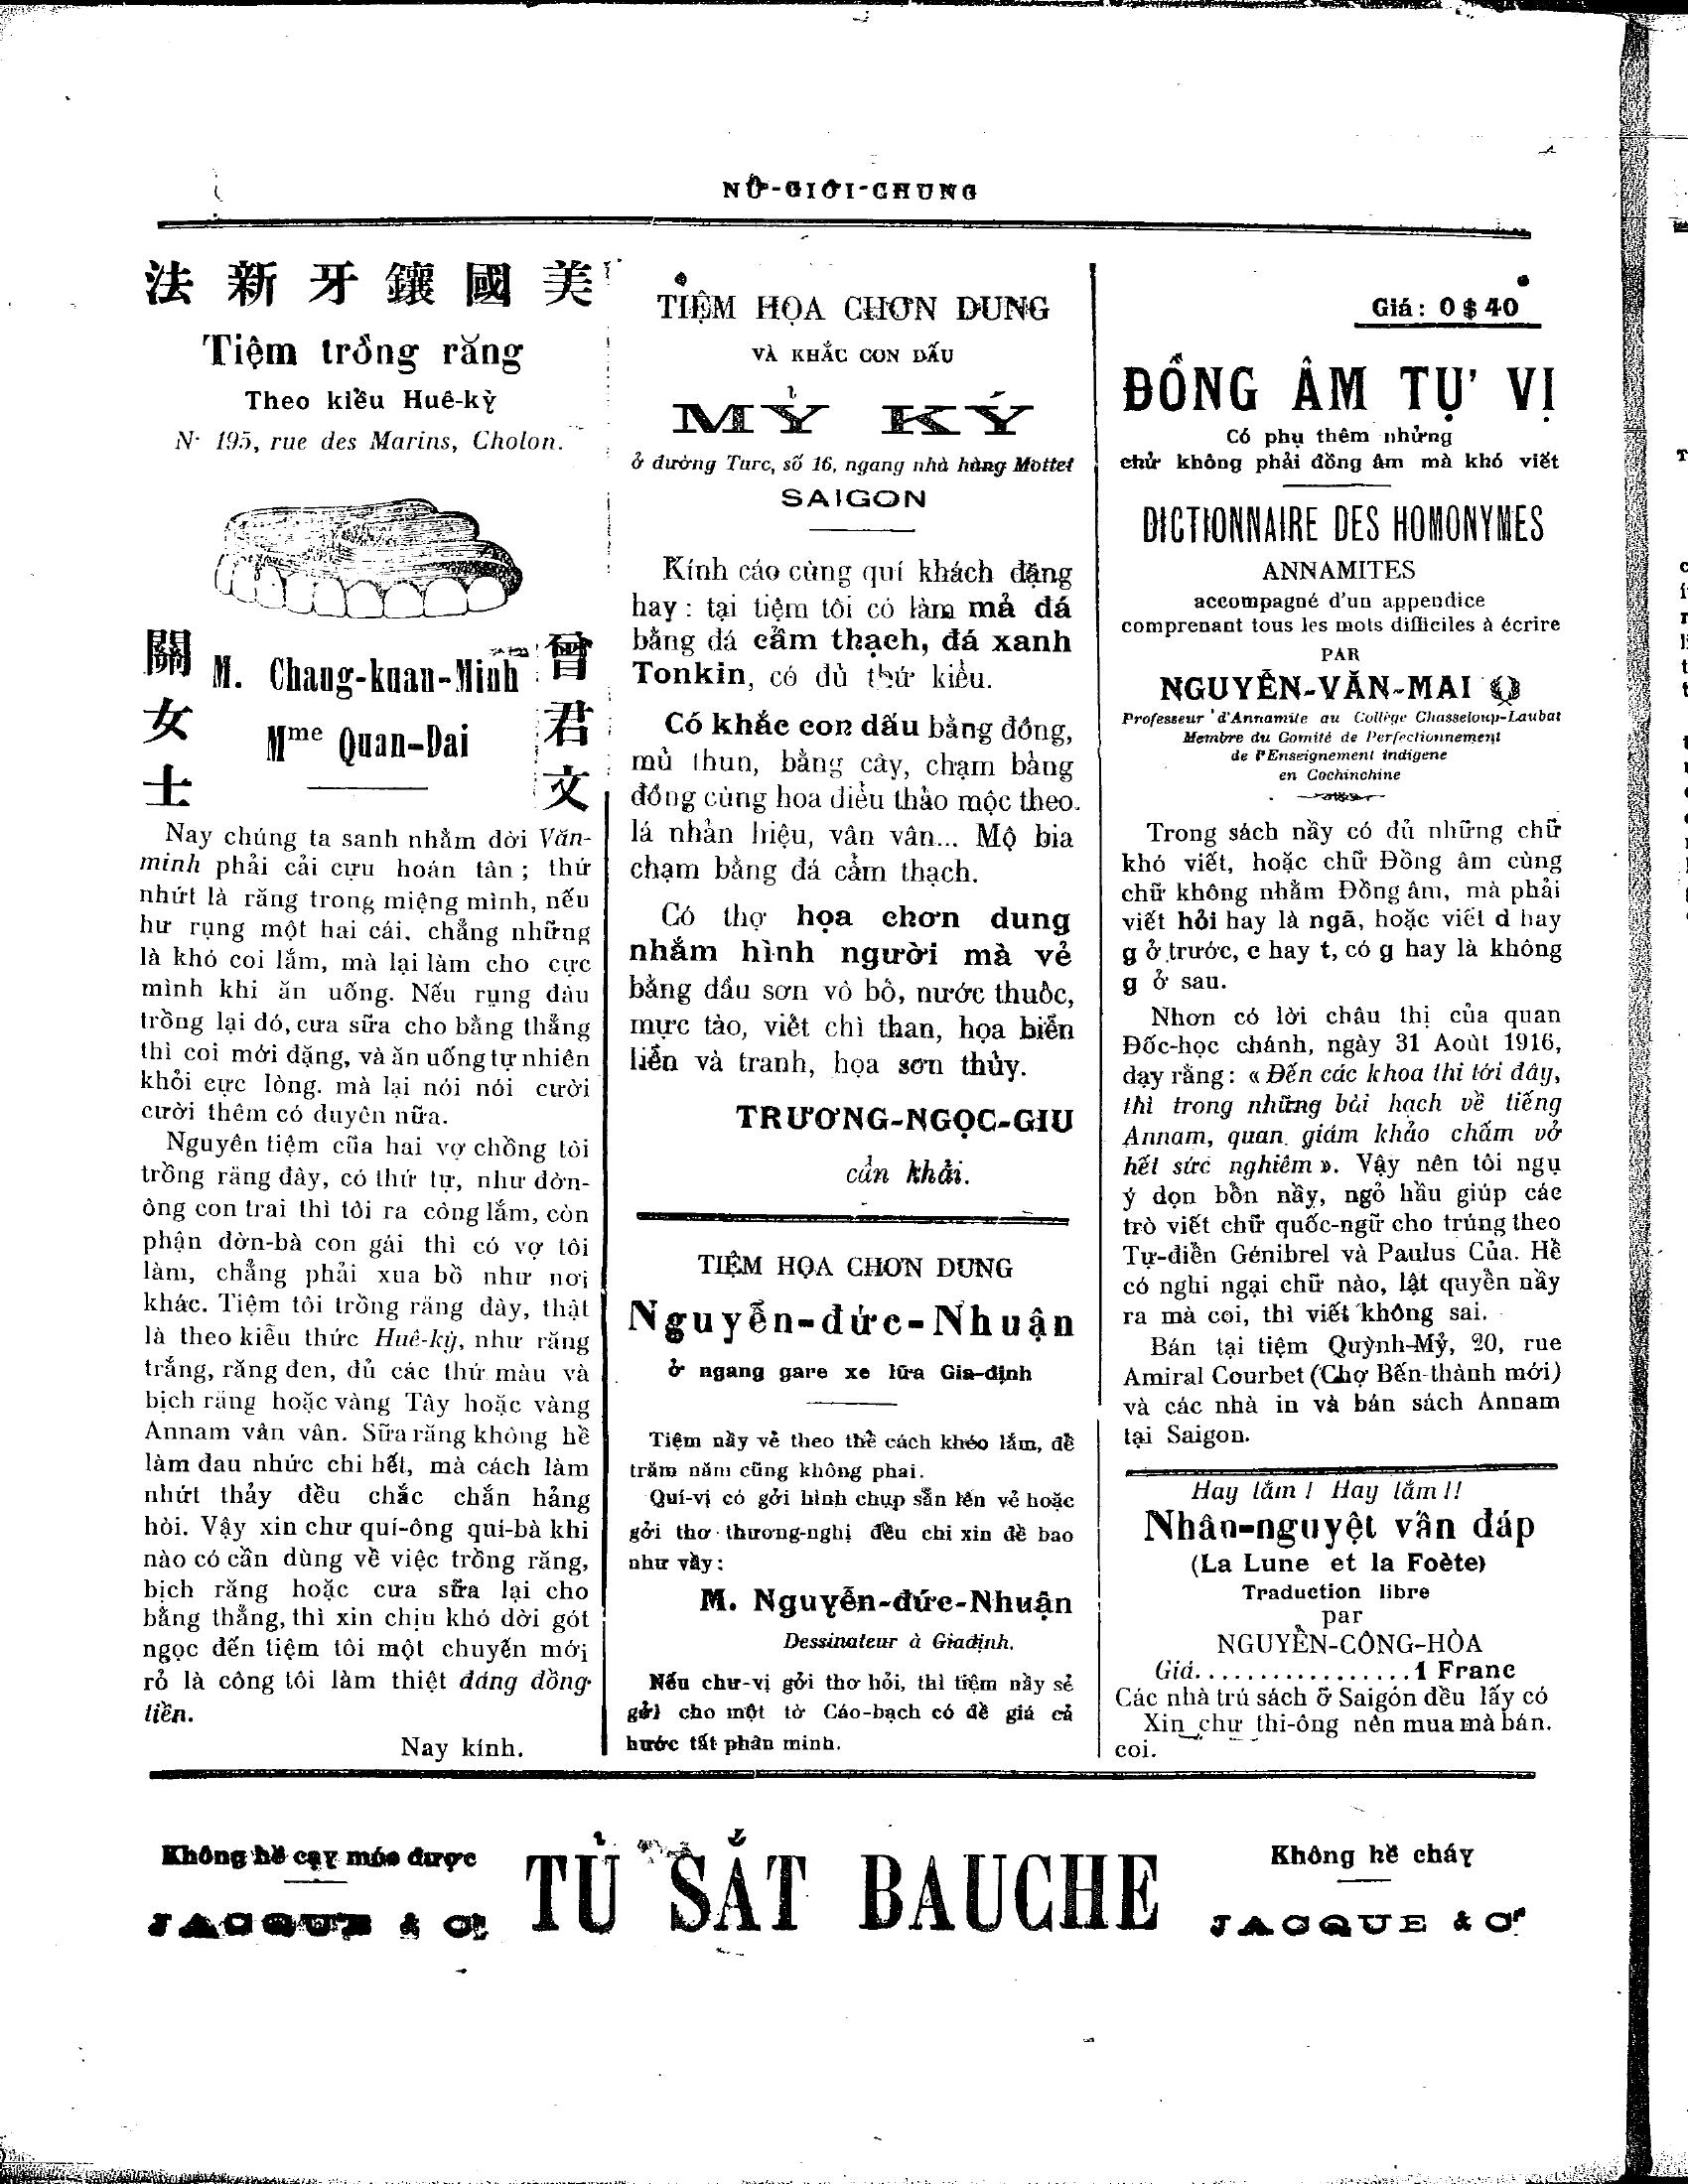 NỮ-GIỚI-CHUNG
法新牙鑲國美
Tiệm trồng răng
Theo kiểu Huê-kỳ
N· 195, rue des Marins, Cholon.
關女士
曾君文
M. Chang-kuan-Minh
Mme Quan-Dai
Nay chúng ta sanh nhằm đời Văn-
minh phải cải cựu hoán tân ; thứ
nhứt là răng trong miệng mình, nếu
hư rụng một hai cái, chẳng những
là khó coi lắm, mà lại làm cho cực
mình khi ăn uống. Nếu rụng đâu
trồng lại đó, cưa sữa cho bằng thẳng
thì coi mới đặng, và ăn uống tự nhiên
khỏi cực lòng. mà lại nói nói cười
cười thêm có duyên nữa.
Nguyên tiệm cũa hai vợ chồng tôi
trồng răng đây, có thứ tự, như đờn-
ông con trai thì tôi ra công lắm, còn
phận đờn-bà con gái thì có vợ tôi
làm, chẳng phải xua bồ như nơi
khác. Tiệm tôi trồng răng đây, thật
là theo kiễu thức Huê-kỳ, như răng
trắng, răng đen, đủ các thứ màu và
bịch răng hoặc vàng Tây hoặc vàng
Annam vân vân. Sữa răng không hề
làm đau nhức chi hết, mà cách làm
nhứt thảy đều chắc chắn hẳng
hòi. Vậy xin chư quí-ông quí-bà khi
nào có cần dùng về việc trồng răng,
bịch răng hoặc cưa sữa lại cho
bằng thẳng, thì xin chịu khó dời gót
ngọc đến tiệm tôi một chuyến mới
rỏ là công tôi làm thiệt đáng đồng
tiền.
Nay kính.
TIỆM HỌA CHƠN DUNG
VÀ KHẮC CON DẤU
MỶ KÝ
ở đường Turc, số 16, ngang nhà hàng Mottet
SAIGON
Kính cáo cùng quí khách đặng
hay : tại tiệm tôi có làm mả đá
bằng đá cẩm thạch, đá xanh
Tonkin, có đủ thứ kiểu.
Có khắc con dấu bằng đồng,
mủ thun, bằng cây, chạm bằng
đồng cùng hoa điểu thảo mộc theo.
lá nhản hiệu, vân vân... Mộ bia
chạm bằng đá cẩm thạch.
Có thợ họa chơn dung
nhắm hình người mà vẻ
bằng dầu sơn vô bố, nước thuốc,
mực tào, viết chì than, họa biển
liễn và tranh, họa sơn thủy.
TRƯƠNG-NGỌC-GIU
cẩn khải.
TIỆM HỌA CHƠN DUNG
Nguyễn-đức-Nhuận
ở ngang gare xe lữa Gia-định
Tiệm nầy vẻ theo thể cách khéo lắm, để
trăm năm cũng không phai.
Quí-vị có gởi hình chụp sẵn lên vẻ hoặc
gởi thơ thương-nghị đều chi xin đề bao
như vầy :
M. Nguyễn-đức-Nhuận
Dessinateur à Giadịnh.
Nếu chư-vị gởi thơ hỏi, thì tiệm nầy sẻ
gởi cho một tờ Cáo-bạch có đề giá cả
thước tất phân minh.
Giá : 0 $ 40
ĐỒNG ÂM TỰ VỊ
Có phụ thêm những
chử không phải đồng âm mà khó viết
DICTIONNAIRE DES HOMONYMES
ANNAMITES
accompagné d'un appendice
comprenant tous les mots difficiles à écrire
PAR
NGUYỄN-VĂN-MAI
Professeur d'Annamite au Collège Chasseloup-Laubat
Membre du Comité de Perfectionnement
de l'Enseignement indigene
en Cochinchine
Trong sách nầy có đủ những chữ
khó viết, hoặc chữ Đồng âm cùng
chữ không nhằm Đồng âm, mà phải
viết hỏi hay là ngã, hoặc viết d hay
g ở trước, c hay t, có g hay là không
g ở sau.
Nhơn có lời châu thị của quan
Đốc-học chánh, ngày 31 Août 1916,
dạy rằng : « Đến các khoa thi tới đây,
thì trong những bài hạch về tiếng
Annam, quan giám khảo chấm vở
hết sức nghiêm ». Vậy nên tôi ngụ
ý dọn bổn nầy, ngỏ hầu giúp các
trò viết chữ quốc-ngữ cho trúng theo
Tự-điển Génibrel và Paulus Của. Hễ
có nghi ngại chữ nào, lật quyển nầy
ra mà coi, thì viết không sai.
Bán tại tiệm Quỳnh-Mỷ, 20, rue
Amiral Courbet (Chợ Bến-thành mới)
và các nhà in và bán sách Annam
tại Saigon.
Hay lắm ! Hay lắm ! !
Nhân-nguyệt vân đáp
(La Lune et la Foète)
Traduction libre
par
NGUYỄN-CÔNG-HÒA
Giá.................1 Franc
Các nhà trú sách ở Saigón đều lấy có
Xin chư thi-ông nên mua mà bán.
coi.
Không hề cạy móc được
JACQUE & Cie
TỦ SẮT BAUCHE
Không hề cháy
JACQUE & Cie